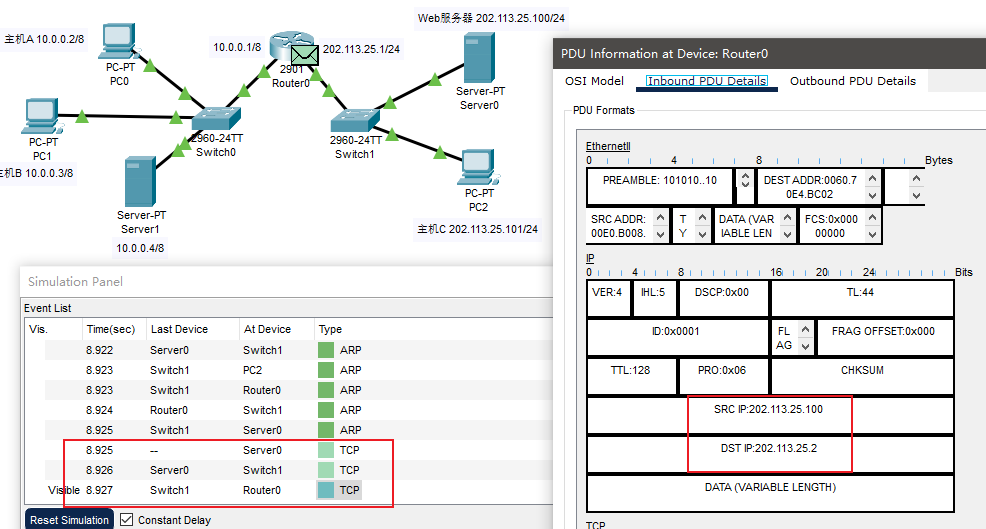 Web服务器 202.113.25.100/24
主机A 10.0.0.2/8
10.0.0.1/8
202.113.25.1/24
PC-PT
PC0
2901
Router0
Server-PT
Server0
2960-24TT
Switch0
2960-24TT
Switch1
PC-PT
PC1
主机B 10.0.0.3/8
PC-PT
PC2
Server-PT
Server1
主机C 202.113.25.101/24
10.0.0.4/8
Simulation Panel
Event List
Vis. Time(sec) Last Device At Device Type
8.922 Server0 Switch1 ARP
8.923 Switch1 PC2 ARP
8.923 Switch1 Router0 ARP
8.924 Router0 Switch1 ARP
8.925 Switch1 Server0 ARP
8.925 -- Server0 TCP
8.926 Server0 Switch1 TCP
Visible 8.927 Switch1 Router0 TCP
Reset Simulation Constant Delay
PDU Information at Device: Router0
OSI Model Inbound PDU Details Outbound PDU Details
PDU Formats
EthernetII
0 4 8 Bytes
PREAMBLE: 101010..10
DEST ADDR:0060.7
0E4.BC02
SRC ADDR:
00E0.B008.
T
Y
DATA (VAR
IABLE LEN
FCS:0x000
00000
IP
0 4 8 16 20 24 Bits
VER:4 IHL:5 DSCP:0x00 TL:44
ID:0x0001
FL
AG
FRAG OFFSET:0x000
TTL:128 PRO:0x06 CHKSUM
SRC IP:202.113.25.100
DST IP:202.113.25.2
DATA (VARIABLE LENGTH)
TCP